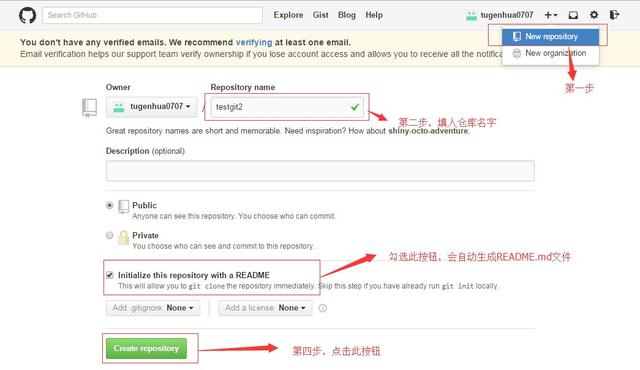 Search GitHub
Explore Gist Blog Help
tugenhua0707
New repository
New organization
You don't have any verified emails. We recommend verifying at least one email.
Email verification helps our support team verify ownership if you lose account access and allows you to receive all the notific
第一步
Owner
Repository name
tugenhua0707 / testgit2
第二步，填入仓库名字
Great repository names are short and memorable. Need inspiration? How about shiny-octo-adventure.
Description (optional)
Public
Anyone can see this repository. You choose who can commit.
Private
You choose who can see and commit to this repository.
勾选此按钮，会自动生成README.md文件
Initialize this repository with a README
This will allow you to git clone the repository immediately. Skip this step if you have already run git init locally.
Add .gitignore: None
Add a license: None
Create repository
第四步，点击此按钮